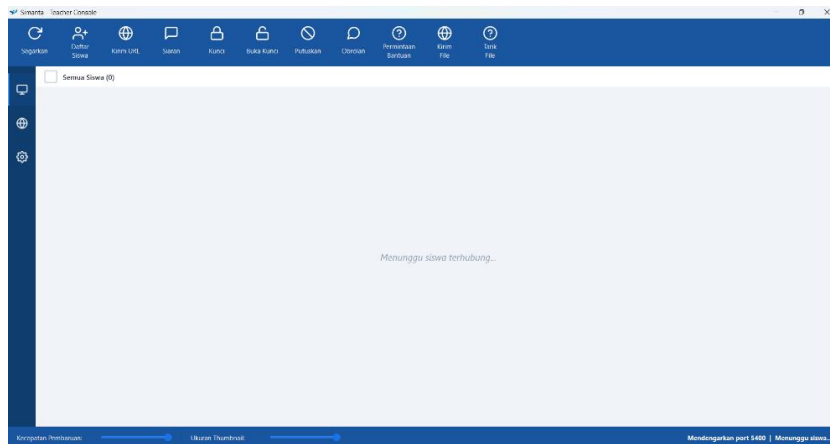 Simanta - Teacher Console
Segarkan
Daftar
Siswa
Kirim URL
Siaran
Kunci
Buka Kunci
Putuskan
Obrolan
Permintaan
Bantuan
Kirim
File
Tarik
File
Semua Siswa (0)
Menunggu siswa terhubung...
Kecepatan Pembaruan:
Ukuran Thumbnail:
Mendengarkan port 5400 | Menunggu siswa...